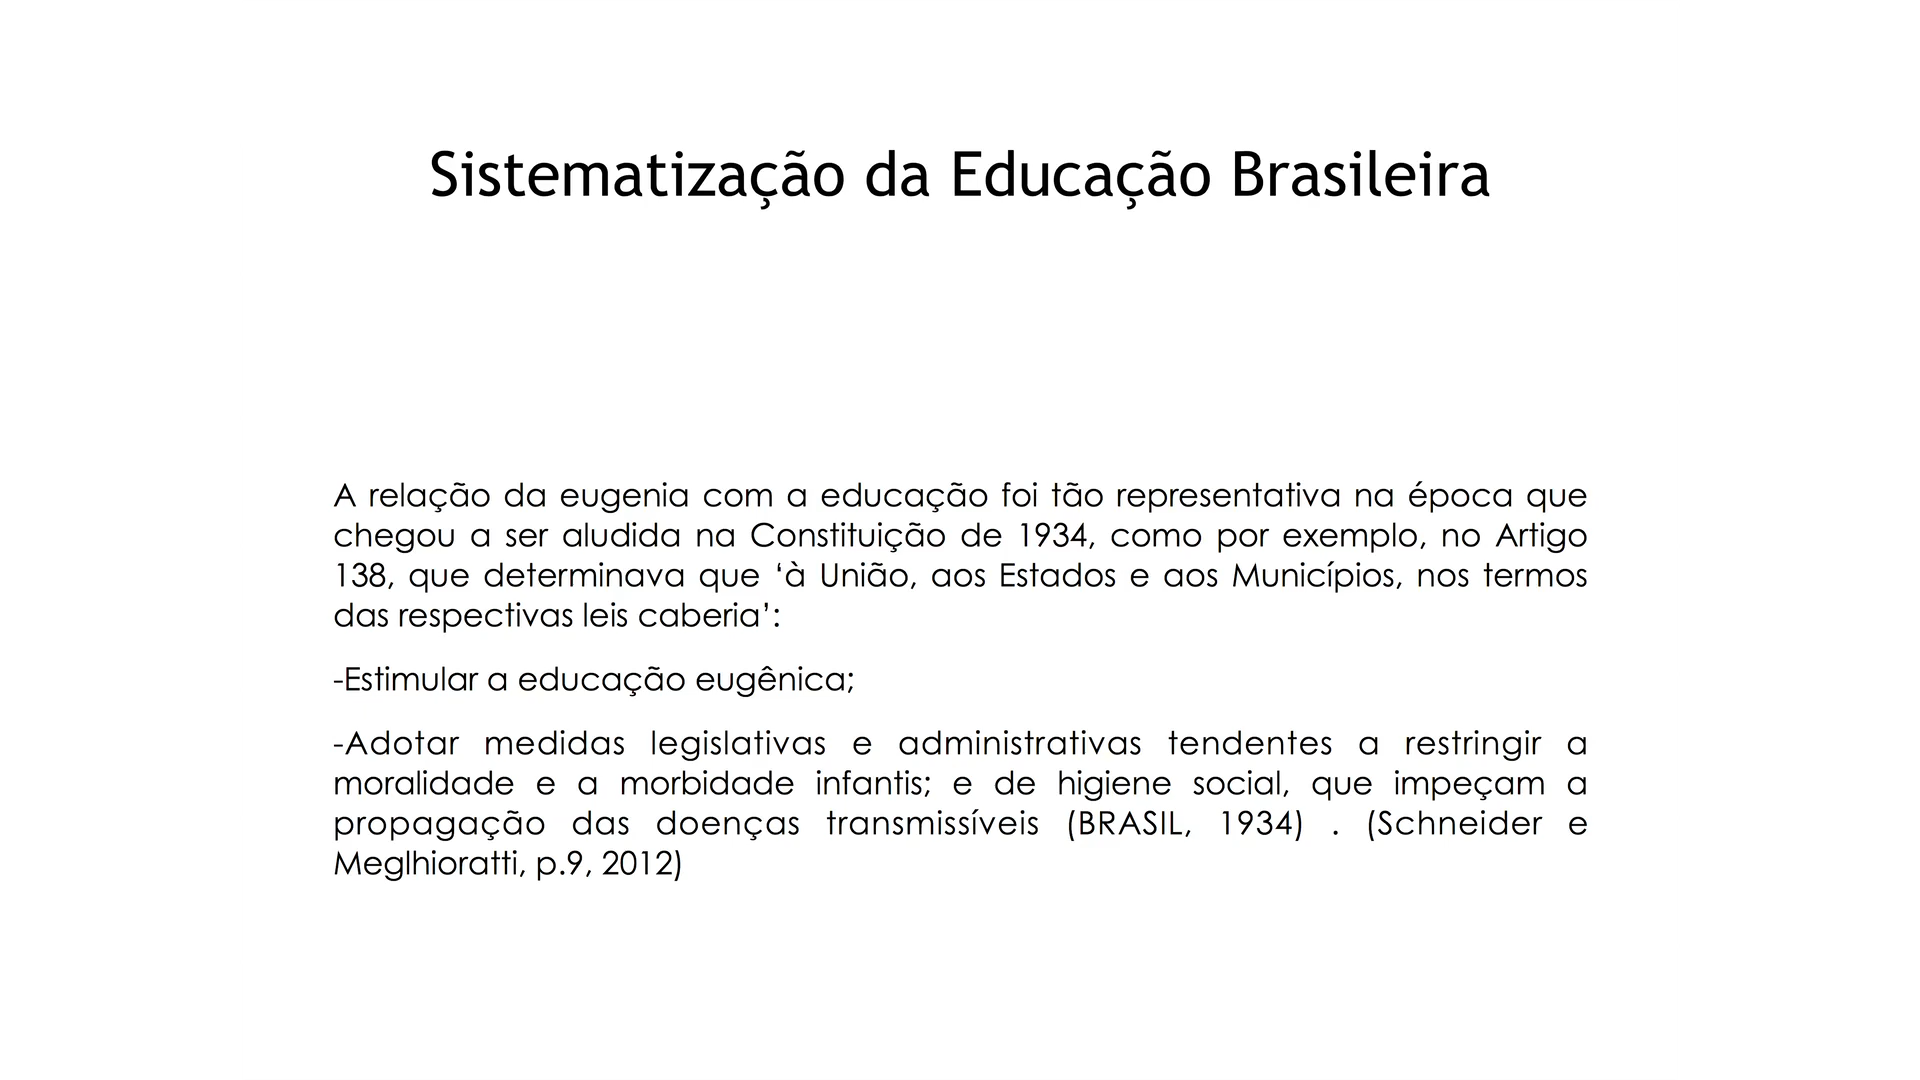 Sistematização da Educação Brasileira
A relação da eugenia com a educação foi tão representativa na época que
chegou a ser aludida na Constituição de 1934, como por exemplo, no Artigo
138, que determinava que ‘à União, aos Estados e aos Municípios, nos termos
das respectivas leis caberia’:
-Estimular a educação eugênica;
-Adotar medidas legislativas e administrativas tendentes a restringir a
moralidade e a morbidade infantis; e de higiene social, que impeçam a
propagação das doenças transmissíveis (BRASIL, 1934) . (Schneider e
Meglhioratti, p.9, 2012)